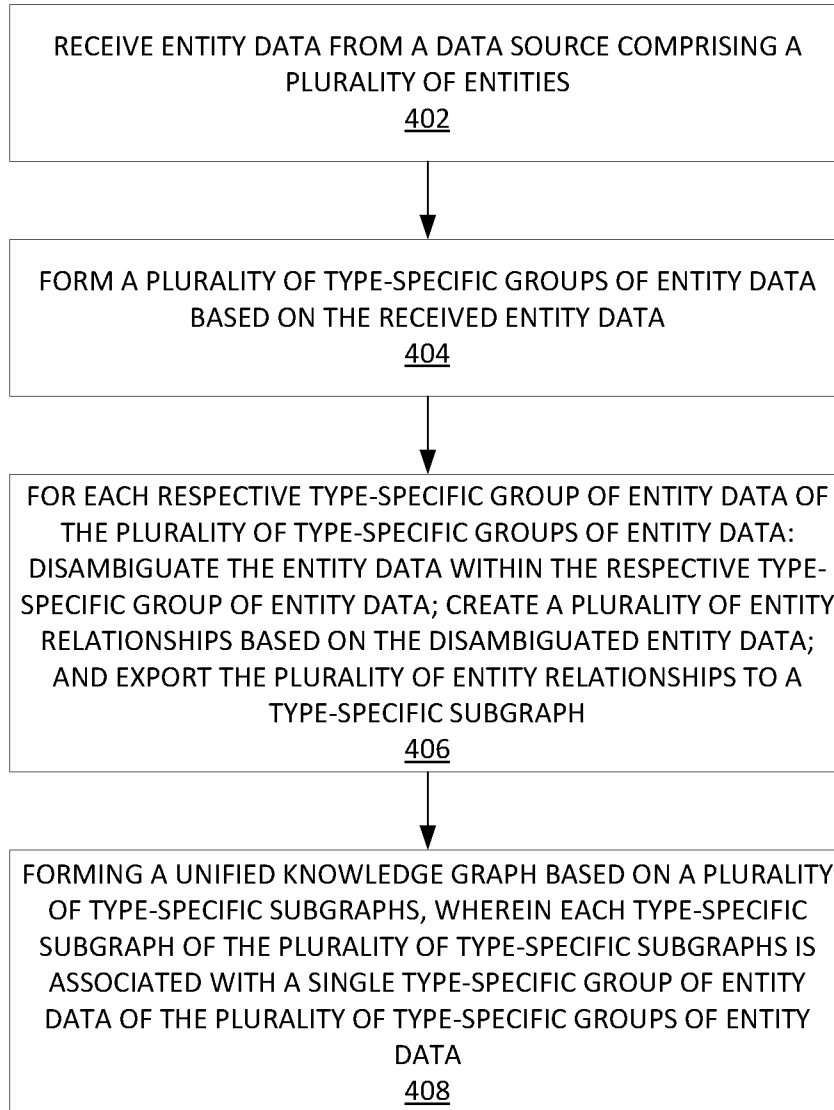 RECEIVE ENTITY DATA FROM A DATA SOURCE COMPRISING A
PLURALITY OF ENTITIES
402
FORM A PLURALITY OF TYPE-SPECIFIC GROUPS OF ENTITY DATA
BASED ON THE RECEIVED ENTITY DATA
404
FOR EACH RESPECTIVE TYPE-SPECIFIC GROUP OF ENTITY DATA OF
THE PLURALITY OF TYPE-SPECIFIC GROUPS OF ENTITY DATA:
DISAMBIGUATE THE ENTITY DATA WITHIN THE RESPECTIVE TYPE-
SPECIFIC GROUP OF ENTITY DATA; CREATE A PLURALITY OF ENTITY
RELATIONSHIPS BASED ON THE DISAMBIGUATED ENTITY DATA;
AND EXPORT THE PLURALITY OF ENTITY RELATIONSHIPS TO A
TYPE-SPECIFIC SUBGRAPH
406
FORMING A UNIFIED KNOWLEDGE GRAPH BASED ON A PLURALITY
OF TYPE-SPECIFIC SUBGRAPHS, WHEREIN EACH TYPE-SPECIFIC
SUBGRAPH OF THE PLURALITY OF TYPE-SPECIFIC SUBGRAPHS IS
ASSOCIATED WITH A SINGLE TYPE-SPECIFIC GROUP OF ENTITY
DATA OF THE PLURALITY OF TYPE-SPECIFIC GROUPS OF ENTITY
DATA
408